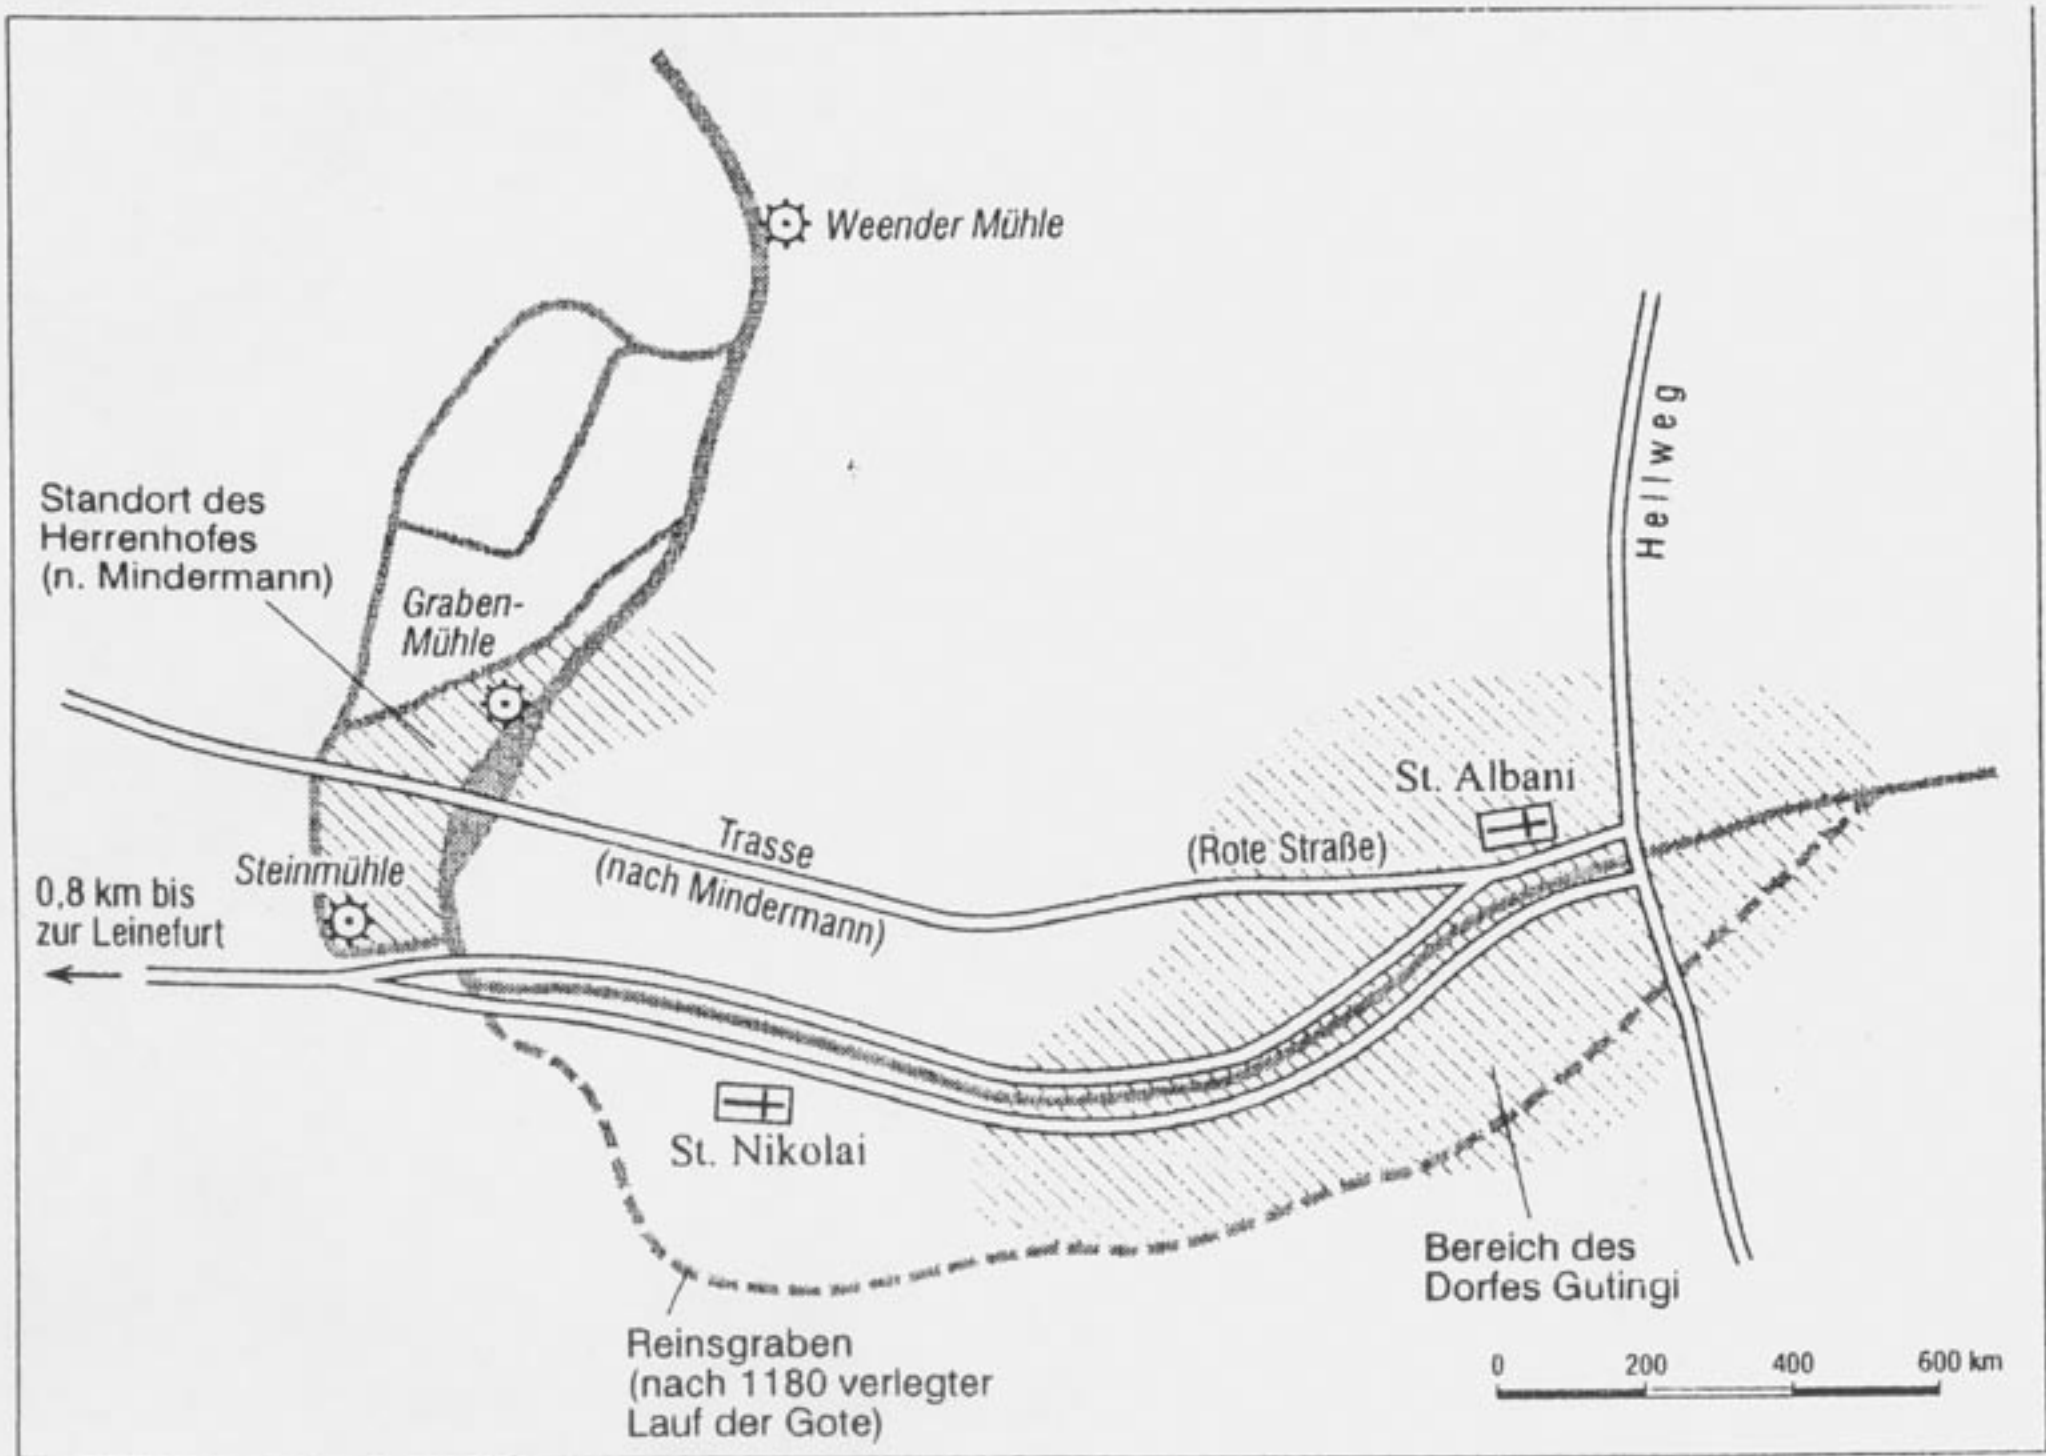 Weender Mühle
Hellweg
Standort des
Herrenhofes
(n. Mindermann)
Graben-
Mühle
St. Albani
Trasse
(nach Mindermann)
(Rote Straße)
Steinmühle
0,8 km bis
zur Leinefurt
St. Nikolai
Bereich des
Dorfes Gutingi
Reinsgraben
(nach 1180 verlegter
Lauf der Gote)
0 200 400 600 km